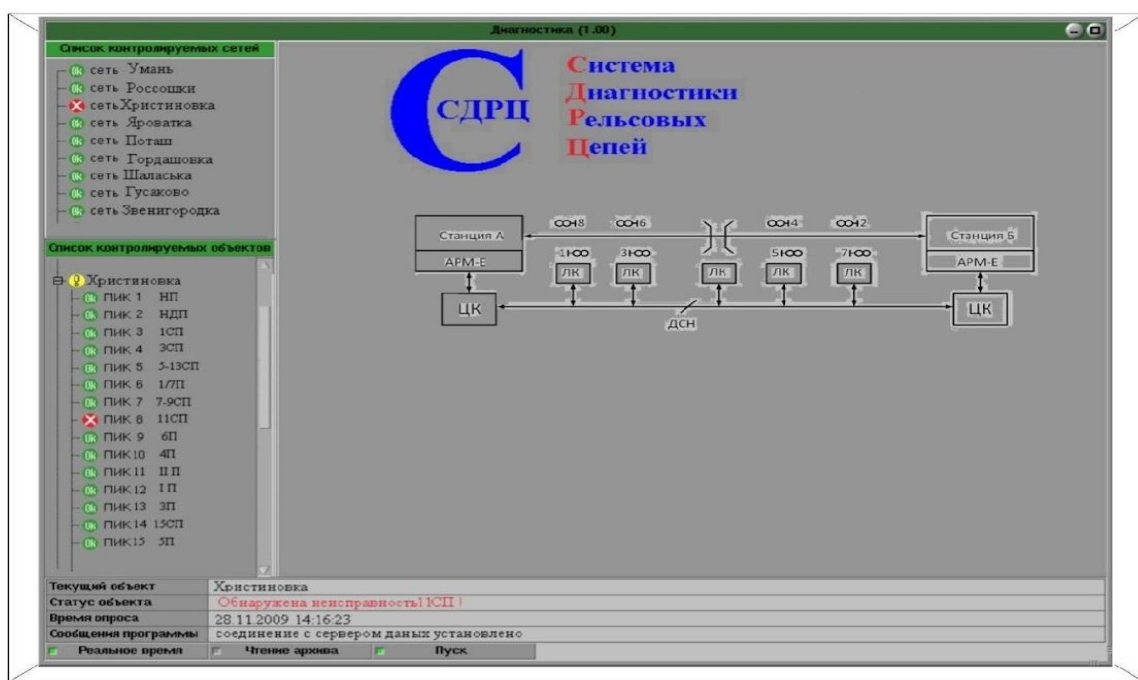 Диагностика (1.00)
Список контролируемых сетей
Ok сеть Умань
Ok сеть Россошки
сеть Христиновка
Ok сеть Яроватка
Ok сеть Поташ
Ok сеть Гордашовка
Ok сеть Шаласька
Ok сеть Гусаково
Ok сеть Звенигородка
Список контролируемых объектов
Христиновка
Ok ПИК 1 НП
Ok ПИК 2 НДП
Ok ПИК 3 1СП
Ok ПИК 4 3СП
Ok ПИК 5 5-13СП
Ok ПИК 6 1/7П
Ok ПИК 7 7-9СП
ПИК 8 11СП
Ok ПИК 9 6П
Ok ПИК10 4П
Ok ПИК11 II П
Ok ПИК12 I П
Ok ПИК13 3П
Ok ПИК14 15СП
Ok ПИК15 5П
С
СДРЦ
Система
Диагностики
Рельсовых
Цепей
8 6 4 2
Станция А Станция Б
1 3 5 7
АРМ-Е ЛК ЛК ЛК ЛК ЛК АРМ-Е
ЦК ЦК
ДСН
Текущий объект Христиновка
Статус объекта Обнаружена неисправность11СП !
Время опроса 28.11.2009 14:16:23
Сообщения программы соединение с сервером даных установлено
Реальное время Чтение архива Пуск